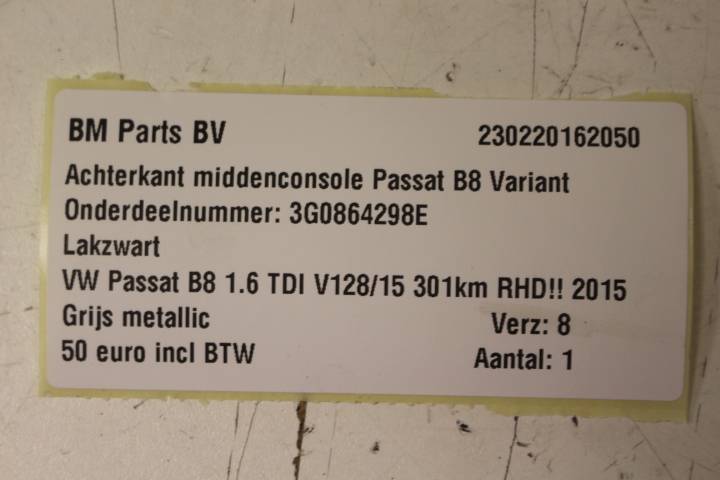 BM Parts BV 230220162050
Achterkant middenconsole Passat B8 Variant
Onderdeelnummer: 3G0864298E
Lakzwart
VW Passat B8 1.6 TDI V128/15 301km RHD!! 2015
Grijs metallic Verz: 8
50 euro incl BTW Aantal: 1